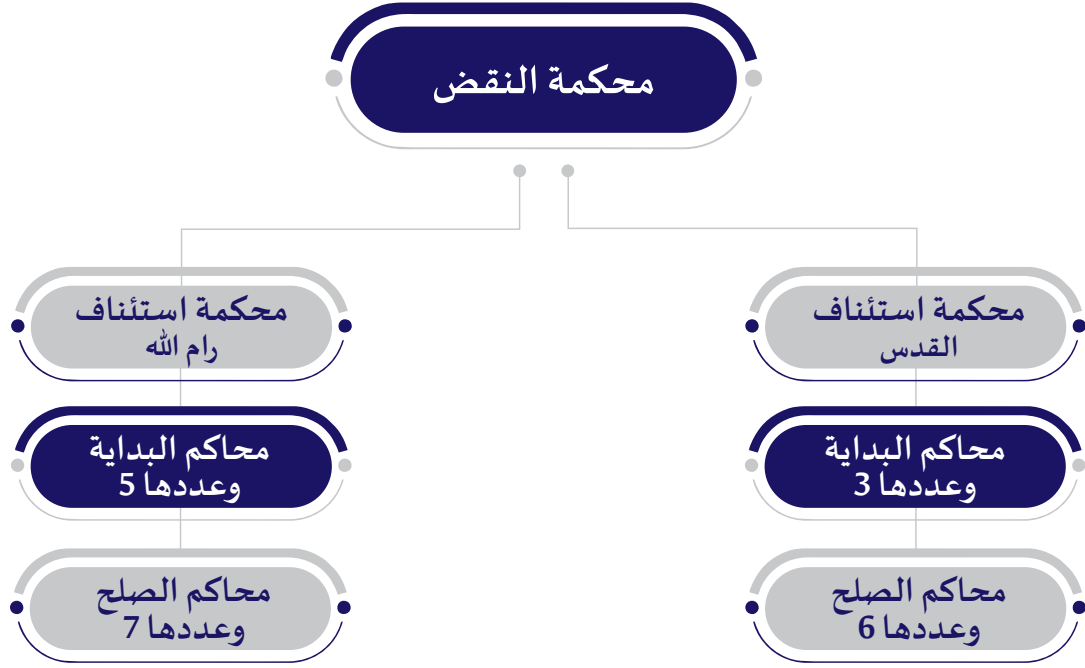 محكمة النقض
محكمة استئناف
القدس
محكمة استئناف
رام الله
محاكم البداية
وعددها 3
محاكم البداية
وعددها 5
محاكم الصلح
وعددها 6
محاكم الصلح
وعددها 7